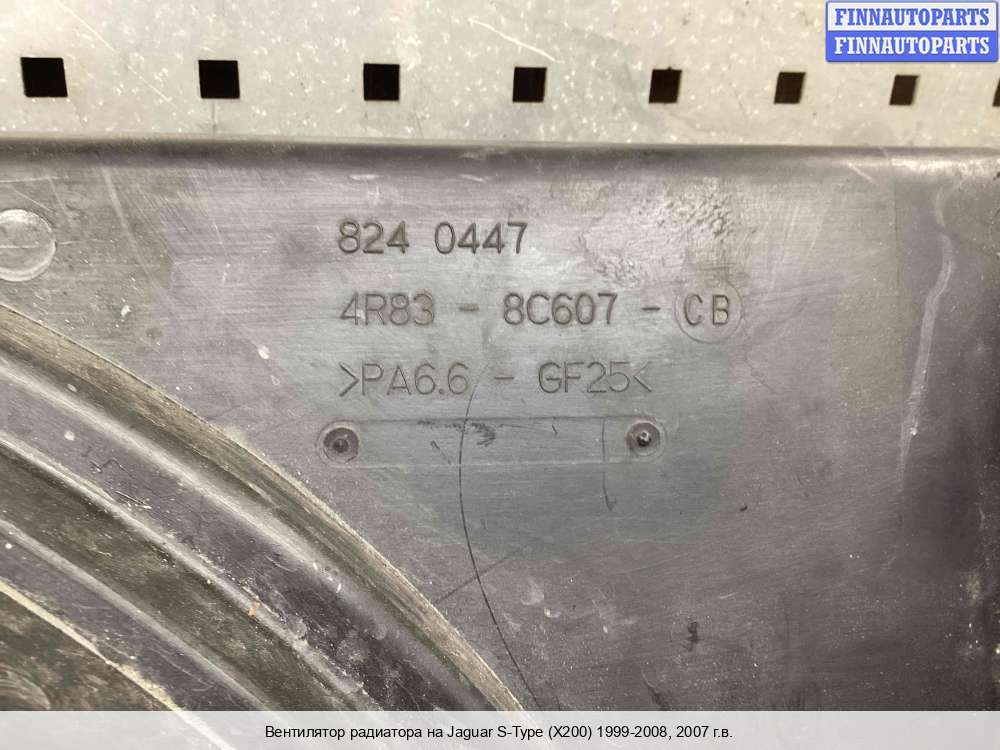 FINNAUTOPARTS
FINNAUTOPARTS
824 0447
4R83 - 8C607 - CB
>PA6.6 - GF25<
Вентилятор радиатора на Jaguar S-Type (X200) 1999-2008, 2007 г.в.